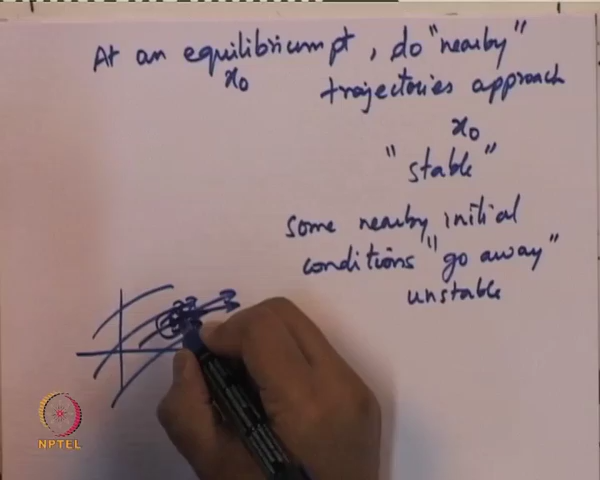 At an equilibrium pt, do "nearby"
x0 trajectories approach
x0
"stable"
some nearby initial
conditions "go away"
unstable
NPTEL